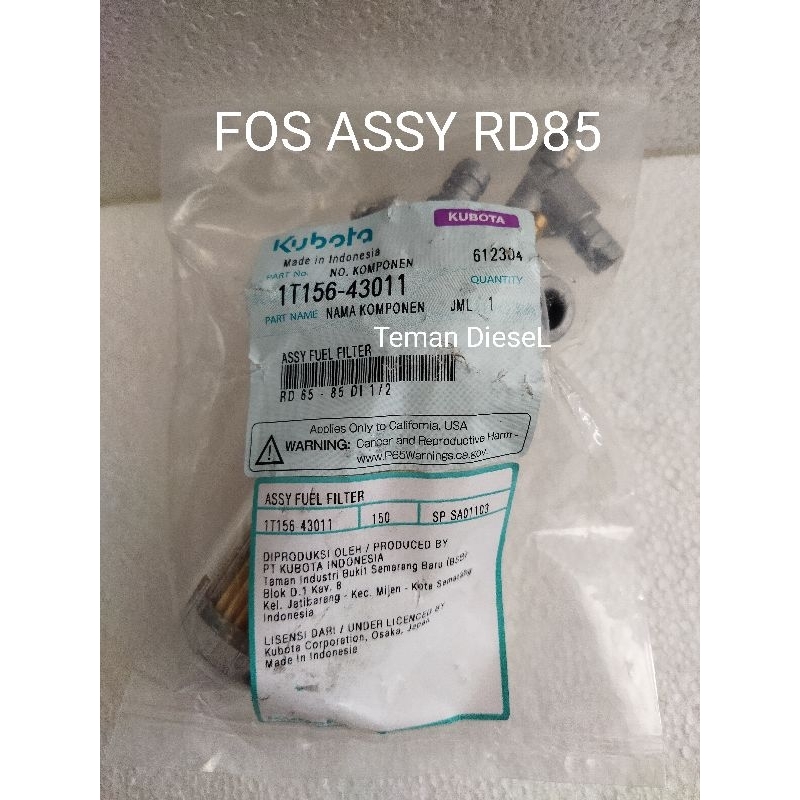 FOS ASSY RD85
KUBOTA
Kubota
Made in Indonesia
612304
PART No. NO. KOMPONEN
QUANTITY
1T156-43011
PART NAME NAMA KOMPONEN JML 1
Teman DieseL
ASSY FUEL FILTER
RD 65 - 85 DI 1/2
Applies Only to California, USA
WARNING: Cancer and Reproductive Harm -
www.P65Warnings.ca.gov
ASSY FUEL FILTER
1T156 43011 150 SP SA01103
DIPRODUKSI OLEH / PRODUCED BY
PT KUBOTA INDONESIA
Taman Industri Bukit Semarang Baru (BSB)
Blok D.1 Kav. 8
Kel. Jatibarang - Kec. Mijen - Kota Semarang
Indonesia
LISENSI DARI / UNDER LICENCED BY
Kubota Corporation, Osaka, Japan
Made in Indonesia